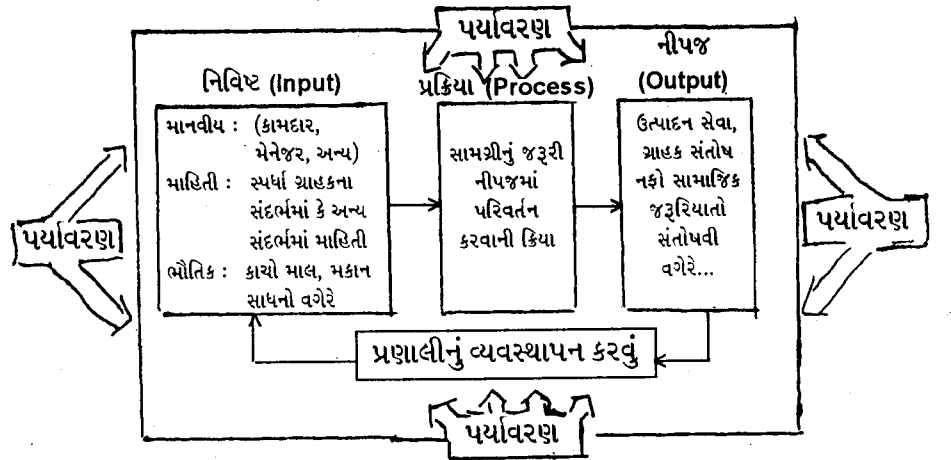 પર્યાવરણ
નિવિષ્ટ (Input)
પ્રક્રિયા (Process)
નીપજ
(Output)
માનવીય : (કામદાર,
મેનેજર, અન્ય)
માહિતી : સ્પર્ધા ગ્રાહકના
સંદર્ભમાં કે અન્ય
સંદર્ભમાં માહિતી
ભૌતિક : કાચો માલ, મકાન
સાધનો વગેરે
સામગ્રીનું જરૂરી
નીપજમાં
પરિવર્તન
કરવાની ક્રિયા
ઉત્પાદન સેવા,
ગ્રાહક સંતોષ
નફો સામાજિક
જરૂરિયાતો
સંતોષવી
વગેરે...
પર્યાવરણ
પર્યાવરણ
પ્રણાલીનું વ્યવસ્થાપન કરવું
પર્યાવરણ